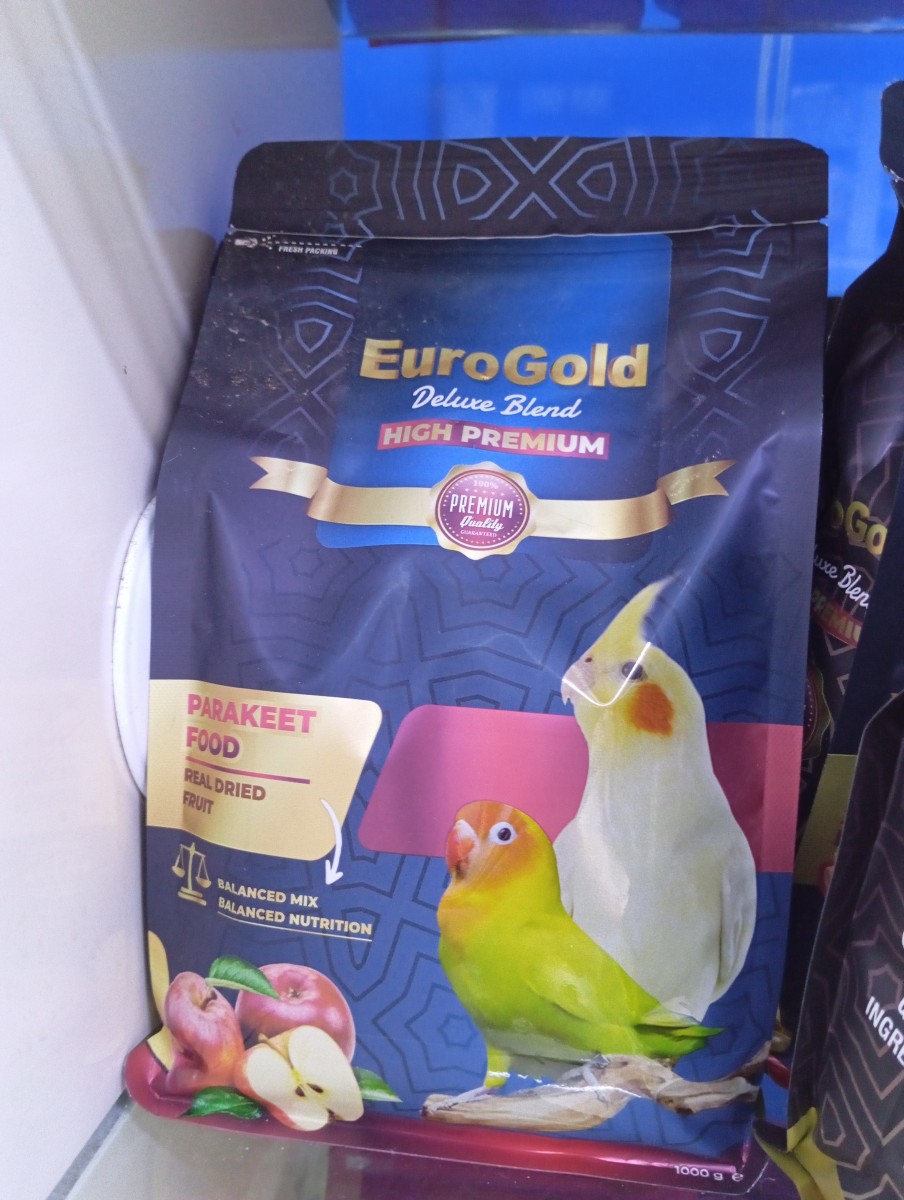 FRESH PACKING
EuroGold
Deluxe Blend
HIGH PREMIUM
100%
PREMIUM
Quality
GUARANTEED
PARAKEET
FOOD
REAL DRIED
FRUIT
BALANCED MIX
BALANCED NUTRITION
1000 g e